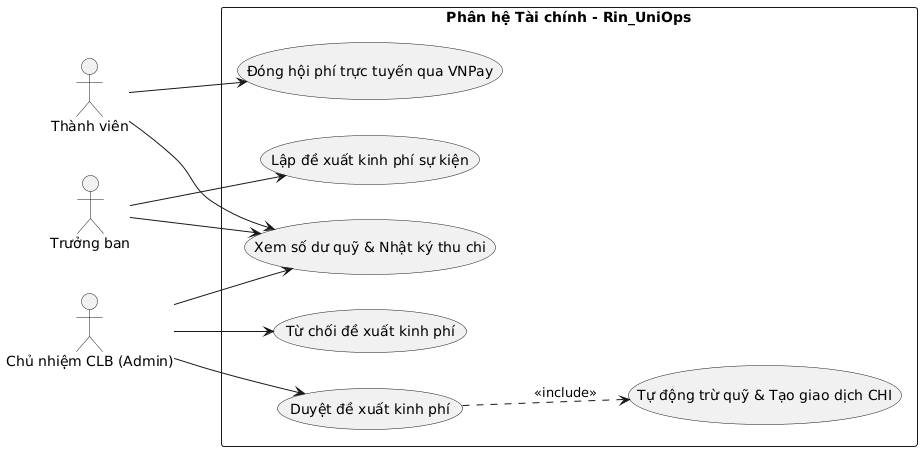 Phân hệ Tài chính - Rin_UniOps
Đóng hội phí trực tuyến qua VNPay
Thành viên
Lập đề xuất kinh phí sự kiện
Trưởng ban
Xem số dư quỹ & Nhật ký thu chi
Từ chối đề xuất kinh phí
Chủ nhiệm CLB (Admin)
Duyệt đề xuất kinh phí
«include»
Tự động trừ quỹ & Tạo giao dịch CHI